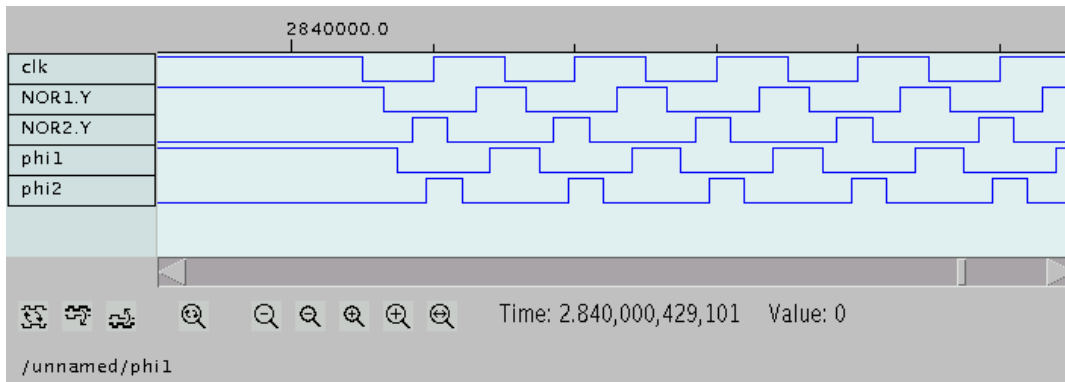 2840000.0
clk
NOR1.Y
NOR2.Y
phi1
phi2
Time: 2.840,000,429,101 Value: 0
/unnamed/phi1